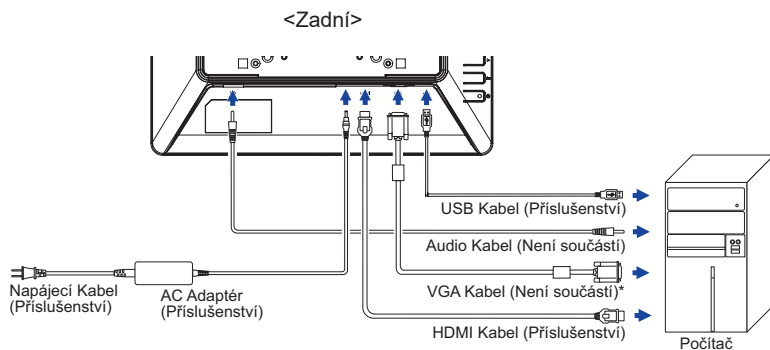 <Zadní>
USB Kabel (Příslušenství)
Audio Kabel (Není součástí)
Napájecí Kabel
(Příslušenství)
AC Adaptér
(Příslušenství)
VGA Kabel (Není součástí)*
HDMI Kabel (Příslušenství)
Počítač